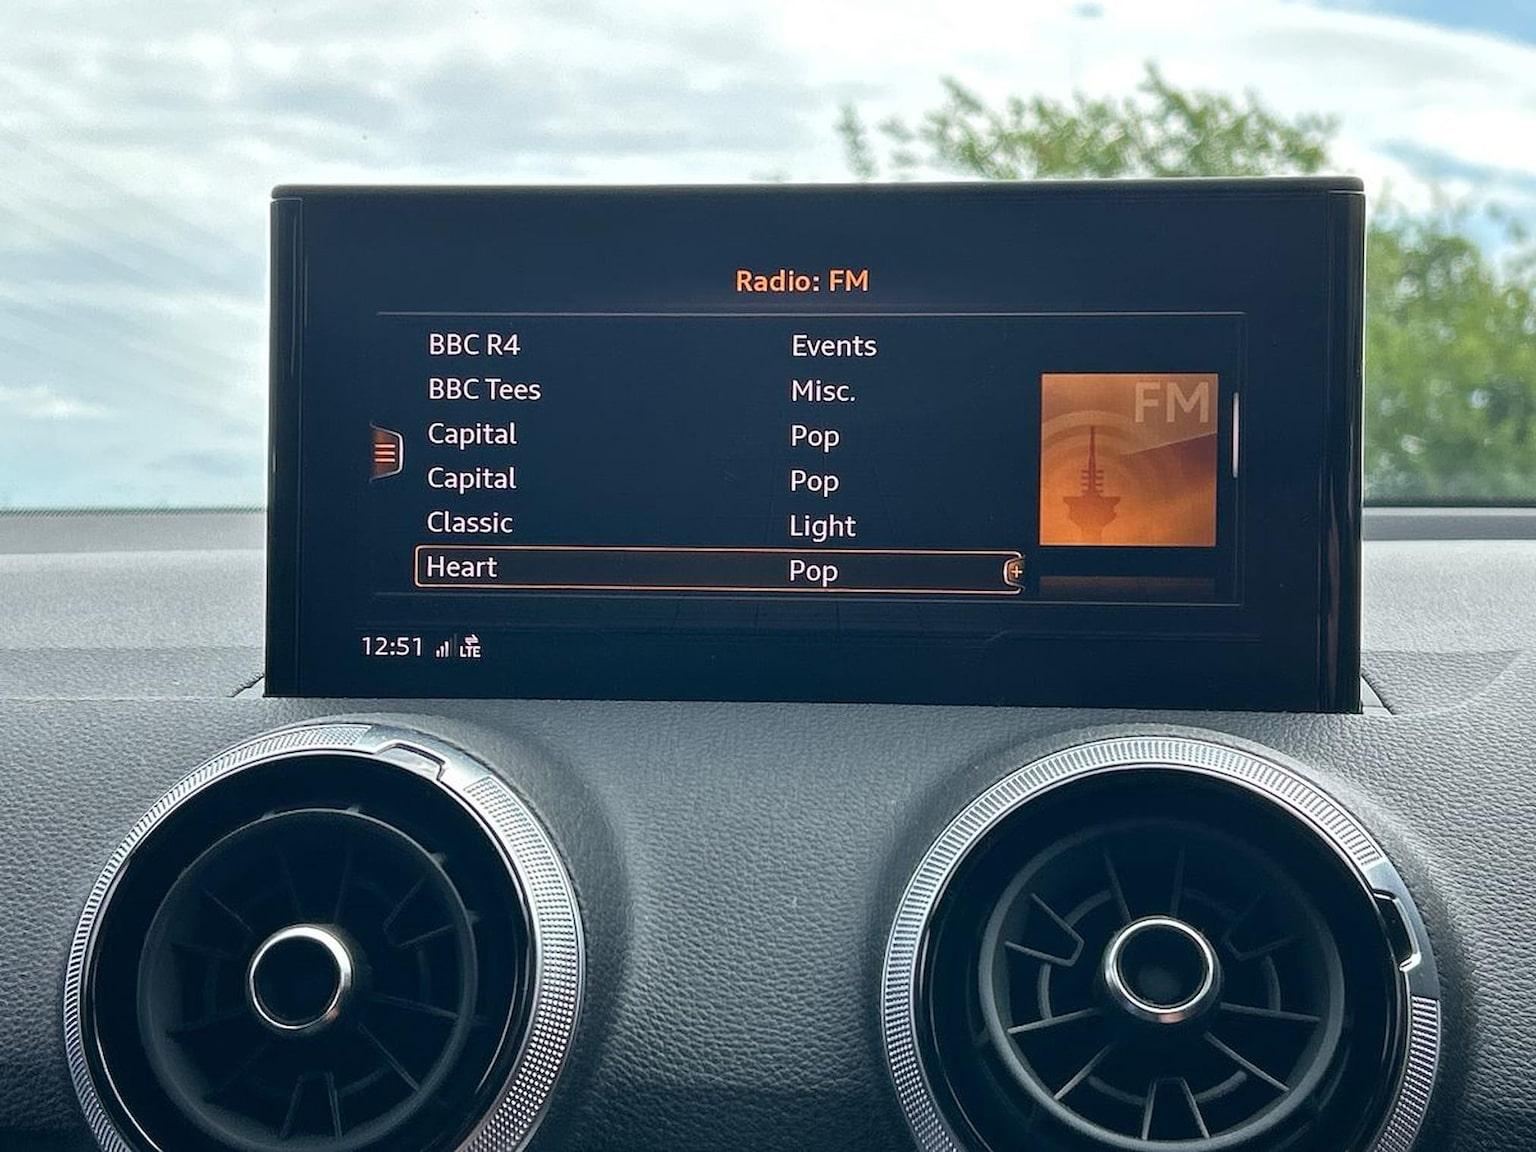 Radio: FM
BBC R4 Events
BBC Tees Misc.
Capital Pop
Capital Pop
Classic Light
Heart Pop
FM
12:51 LTE